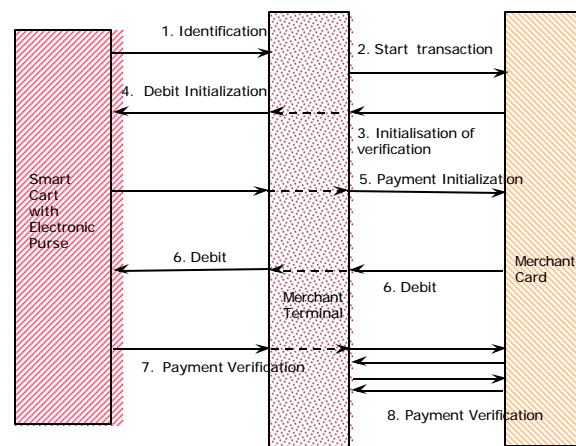 1. Identification
2. Start transaction
4. Debit Initialization
3. Initialisation of
verification
5. Payment Initialization
Smart
Cart
with
Electronic
Purse
6. Debit
Merchant
Card
6. Debit
Merchant
Terminal
7. Payment Verification
8. Payment Verification